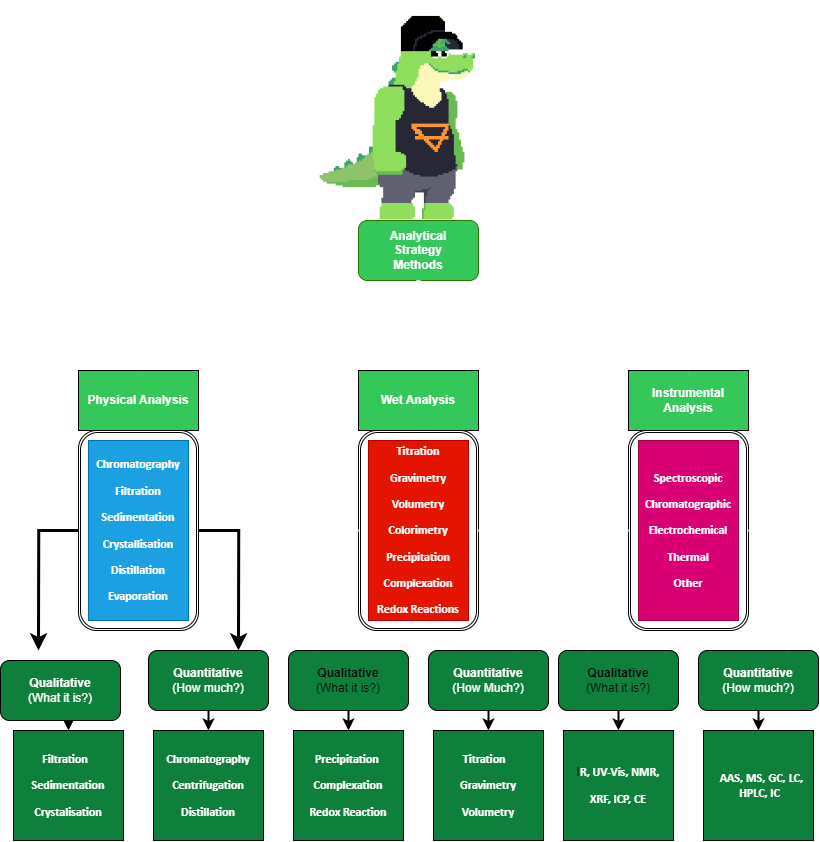 Analytical
Strategy
Methods
Physical Analysis
Wet Analysis
Instrumental
Analysis
Chromatography
Filtration
Sedimentation
Crystallisation
Distillation
Evaporation
Titration
Gravimetry
Volumetry
Colorimetry
Precipitation
Complexation
Redox Reactions
Spectroscopic
Chromatographic
Electrochemical
Thermal
Other
Qualitative
(What it is?)
Quantitative
(How much?)
Qualitative
(What it is?)
Quantitative
(How Much?)
Qualitative
(What it is?)
Quantitative
(How much?)
Filtration
Sedimentation
Crystalisation
Chromatography
Centrifugation
Distillation
Precipitation
Complexation
Redox Reaction
Titration
Gravimetry
Volumetry
IR, UV-Vis, NMR,
XRF, ICP, CE
AAS, MS, GC, LC,
HPLC, IC